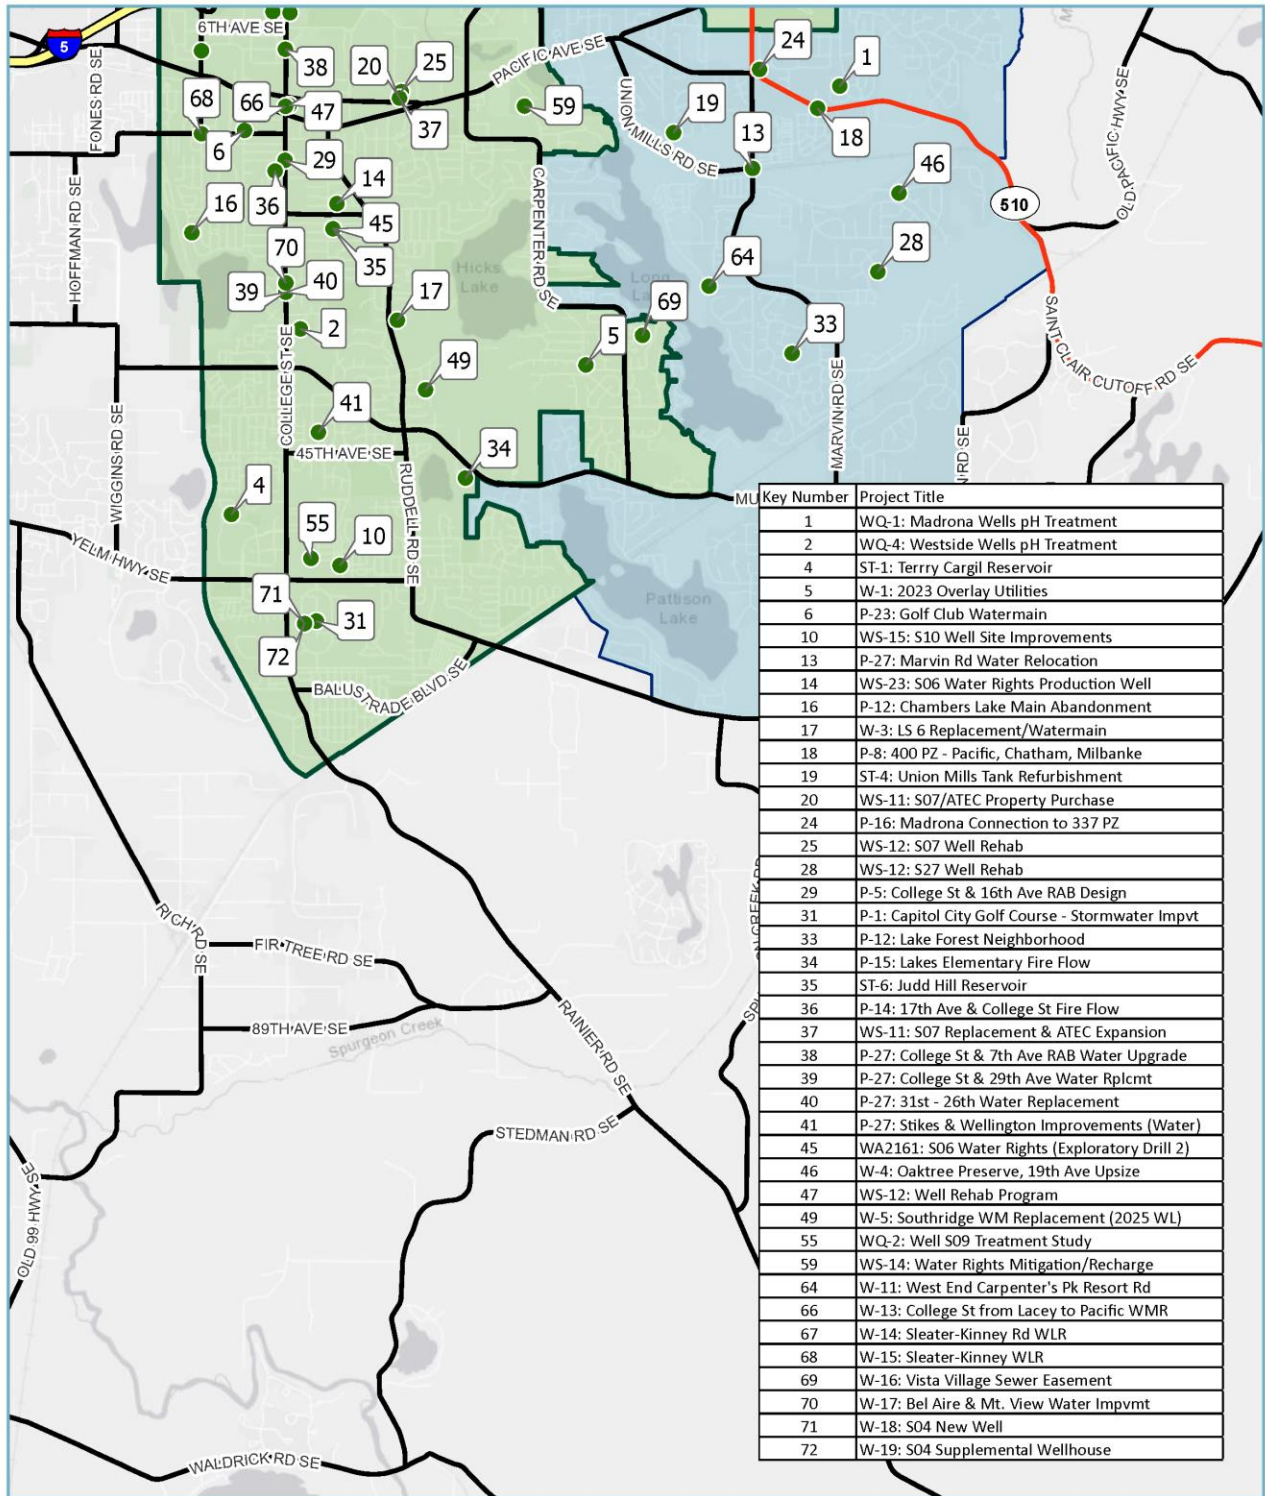 6TH AVE SE
5
FONES RD SE
38
20
25
PACIFIC AVE SE
24
1
68
66
47
37
59
UNION MILLS RD SE
19
13
18
OLD PACIFIC HWY SE
6
29
14
CARPENTER RD SE
46
510
HOFFMAN RD SE
16
36
45
70
35
Hicks
Lake
Long
64
28
39
40
17
69
2
5
33
SAINT CLAIR CUTOFF RD SE
COLLEGE ST SE
49
MARVIN RD SE
WIGGINS RD SE
41
45TH AVE SE
34
RUDDELL RD SE
4
55
10
YELM HWY SE
71
31
72
Pattison
Lake
BALUSTRADE BLVD SE
RICH RD SE
FIR TREE RD SE
89TH AVE SE
Spurgeon Creek
RAINIER RD SE
STEDMAN RD SE
OLD 99 HWY SE
WALDRICK RD SE
Key Number Project Title
1 WQ-1: Madrona Wells pH Treatment
2 WQ-4: Westside Wells pH Treatment
4 ST-1: Terrry Cargil Reservoir
5 W-1: 2023 Overlay Utilities
6 P-23: Golf Club Watermain
10 WS-15: S10 Well Site Improvements
13 P-27: Marvin Rd Water Relocation
14 WS-23: S06 Water Rights Production Well
16 P-12: Chambers Lake Main Abandonment
17 W-3: LS 6 Replacement/Watermain
18 P-8: 400 PZ - Pacific, Chatham, Milbanke
19 ST-4: Union Mills Tank Refurbishment
20 WS-11: S07/ATEC Property Purchase
24 P-16: Madrona Connection to 337 PZ
25 WS-12: S07 Well Rehab
28 WS-12: S27 Well Rehab
29 P-5: College St & 16th Ave RAB Design
31 P-1: Capitol City Golf Course - Stormwater Impvt
33 P-12: Lake Forest Neighborhood
34 P-15: Lakes Elementary Fire Flow
35 ST-6: Judd Hill Reservoir
36 P-14: 17th Ave & College St Fire Flow
37 WS-11: S07 Replacement & ATEC Expansion
38 P-27: College St & 7th Ave RAB Water Upgrade
39 P-27: College St & 29th Ave Water Rplcmt
40 P-27: 31st - 26th Water Replacement
41 P-27: Stikes & Wellington Improvements (Water)
45 WA2161: S06 Water Rights (Exploratory Drill 2)
46 W-4: Oaktree Preserve, 19th Ave Upsize
47 WS-12: Well Rehab Program
49 W-5: Southridge WM Replacement (2025 WL)
55 WQ-2: Well S09 Treatment Study
59 WS-14: Water Rights Mitigation/Recharge
64 W-11: West End Carpenter's Pk Resort Rd
66 W-13: College St from Lacey to Pacific WMR
67 W-14: Sleater-Kinney Rd WLR
68 W-15: Sleater-Kinney WLR
69 W-16: Vista Village Sewer Easement
70 W-17: Bel Aire & Mt. View Water Impvmt
71 W-18: S04 New Well
72 W-19: S04 Supplemental Wellhouse